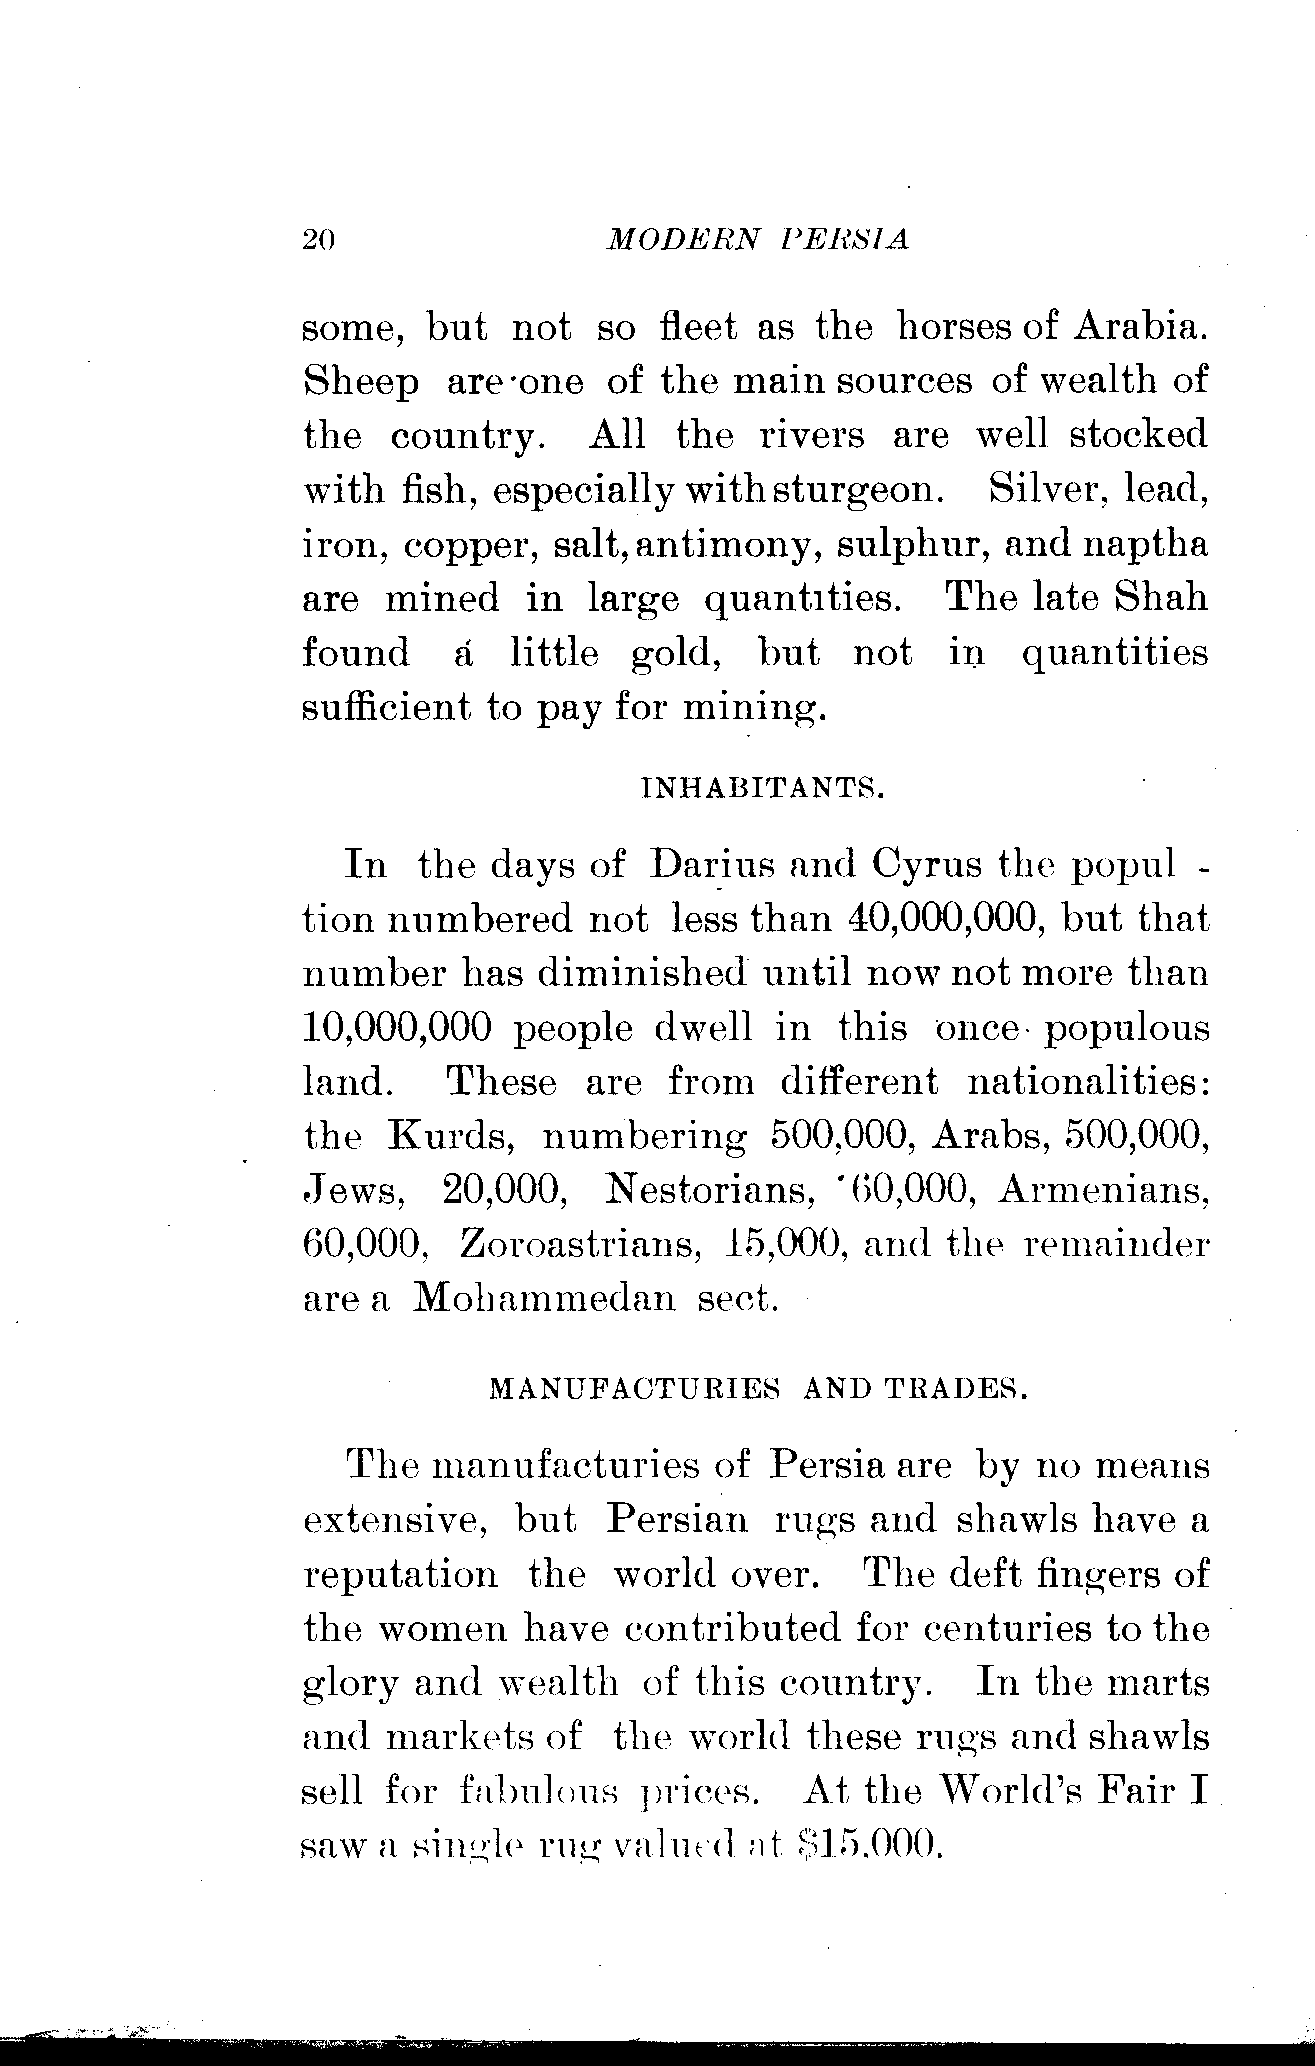 20 MODERN PERSIA
some, but not so fleet as the horses of Arabia.
Sheep are one of the main sources of wealth of
the country. All the rivers are well stocked
with fish, especially with sturgeon. Silver, lead,
iron, copper, salt, antimony, sulphur, and naptha
are mined in large quantities. The late Shah
found a little gold, but not in quantities
sufficient to pay for mining.
INHABITANTS.
In the days of Darius and Cyrus the popul -
tion numbered not less than 40,000,000, but that
number has diminished until now not more than
10,000,000 people dwell in this once populous
land. These are from different nationalities:
the Kurds, numbering 500,000, Arabs, 500,000,
Jews, 20,000, Nestorians, 60,000, Armenians,
60,000, Zoroastrians, 15,000, and the remainder
are a Mohammedan sect.
MANUFACTURIES AND TRADES.
The manufacturies of Persia are by no means
extensive, but Persian rugs and shawls have a
reputation the world over. The deft fingers of
the women have contributed for centuries to the
glory and wealth of this country. In the marts
and markets of the world these rugs and shawls
sell for fabulous prices. At the World's Fair I
saw a single rug valued at $15.000.